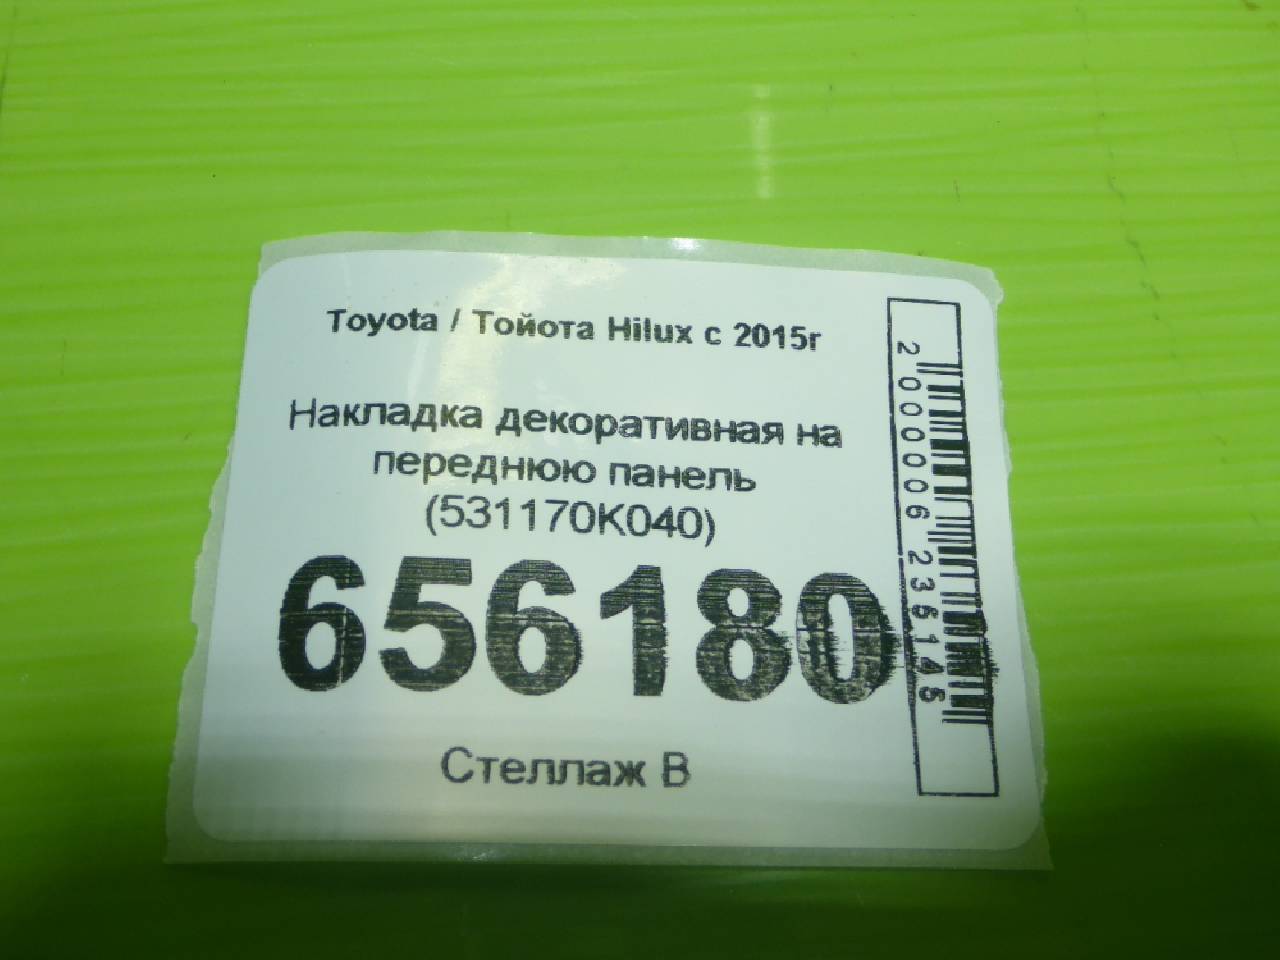 Toyota / Тойота Hilux с 2015г
Накладка декоративная на
переднюю панель
(531170K040)
656180
Стеллаж В
2000006236145